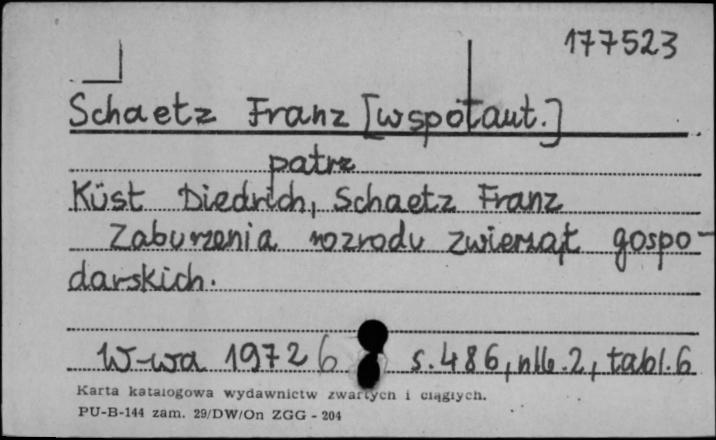 177523
Schaetz Franz [współaut.]
patrz
Küst Diedrich, Schaetz Franz
Zaburzenia rozrodu zwierząt gospo-
darskich.
W-wa 1972 6 s. 486, nlb. 2, tabl. 6
Karta katalogowa wydawnictw zwartych i ciągłych.
PU-B-144 zam. 29/DW/On ZGG - 204